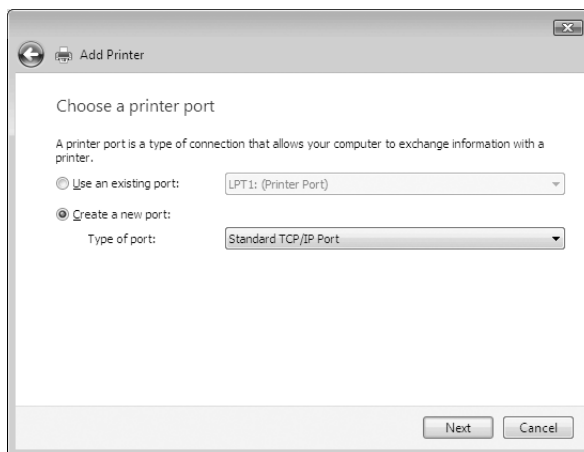 Add Printer
Choose a printer port
A printer port is a type of connection that allows your computer to exchange information with a
printer.
Use an existing port: LPT1: (Printer Port)
Create a new port:
Type of port: Standard TCP/IP Port
Next Cancel